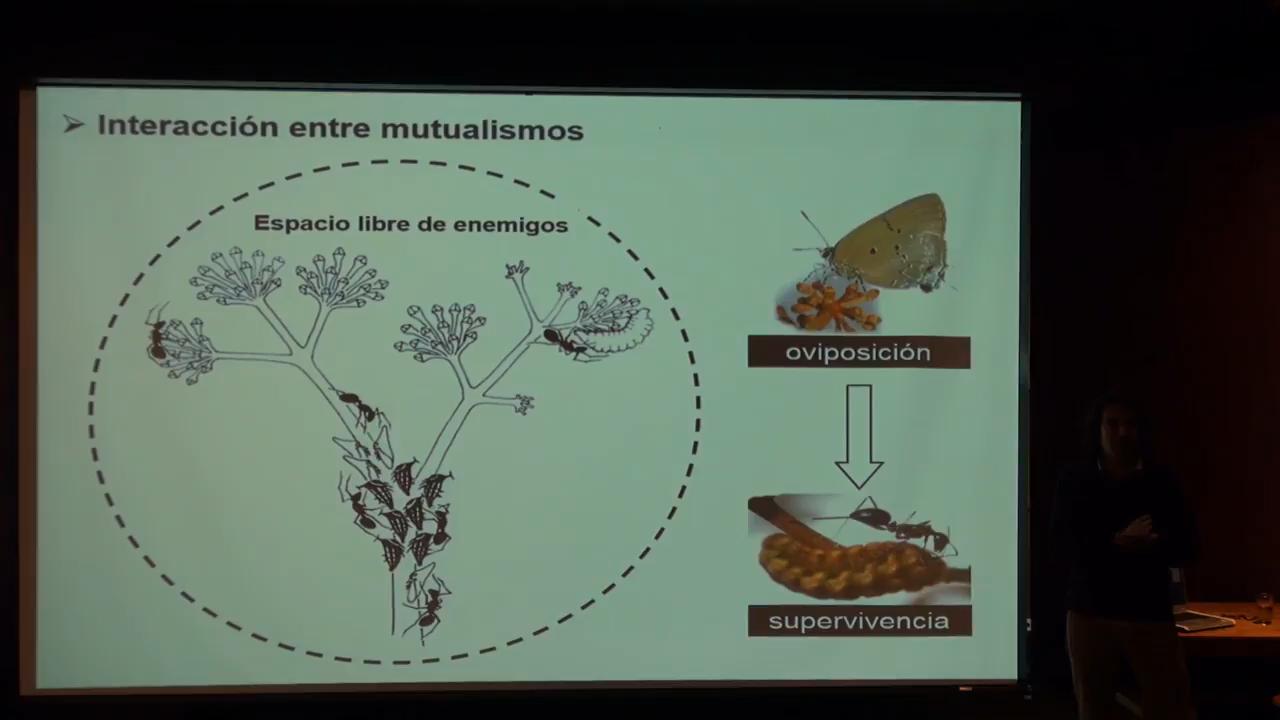 ➢ Interacción entre mutualismos
Espacio libre de enemigos
oviposición
supervivencia